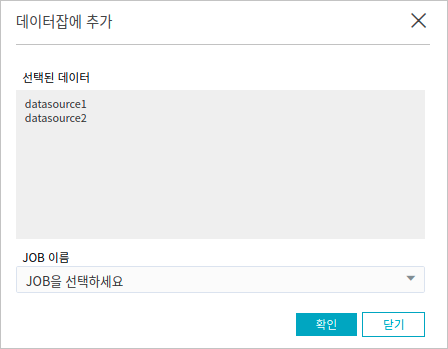 데이터잡에 추가
선택된 데이터
datasource1
datasource2
JOB 이름
JOB을 선택하세요
확인
닫기